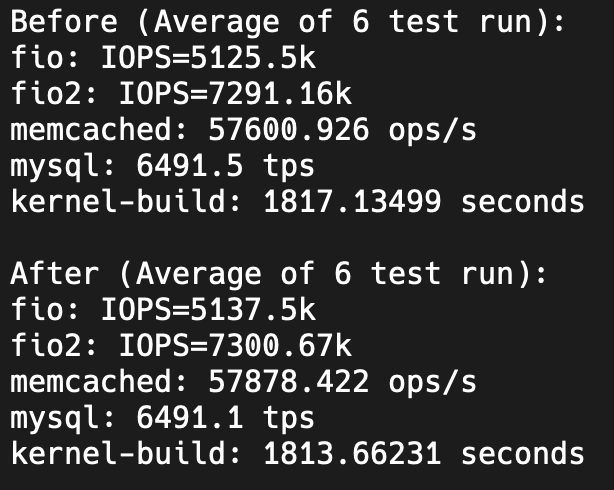 Before (Average of 6 test run):
fio: IOPS=5125.5k
fio2: IOPS=7291.16k
memcached: 57600.926 ops/s
mysql: 6491.5 tps
kernel-build: 1817.13499 seconds

After (Average of 6 test run):
fio: IOPS=5137.5k
fio2: IOPS=7300.67k
memcached: 57878.422 ops/s
mysql: 6491.1 tps
kernel-build: 1813.66231 seconds